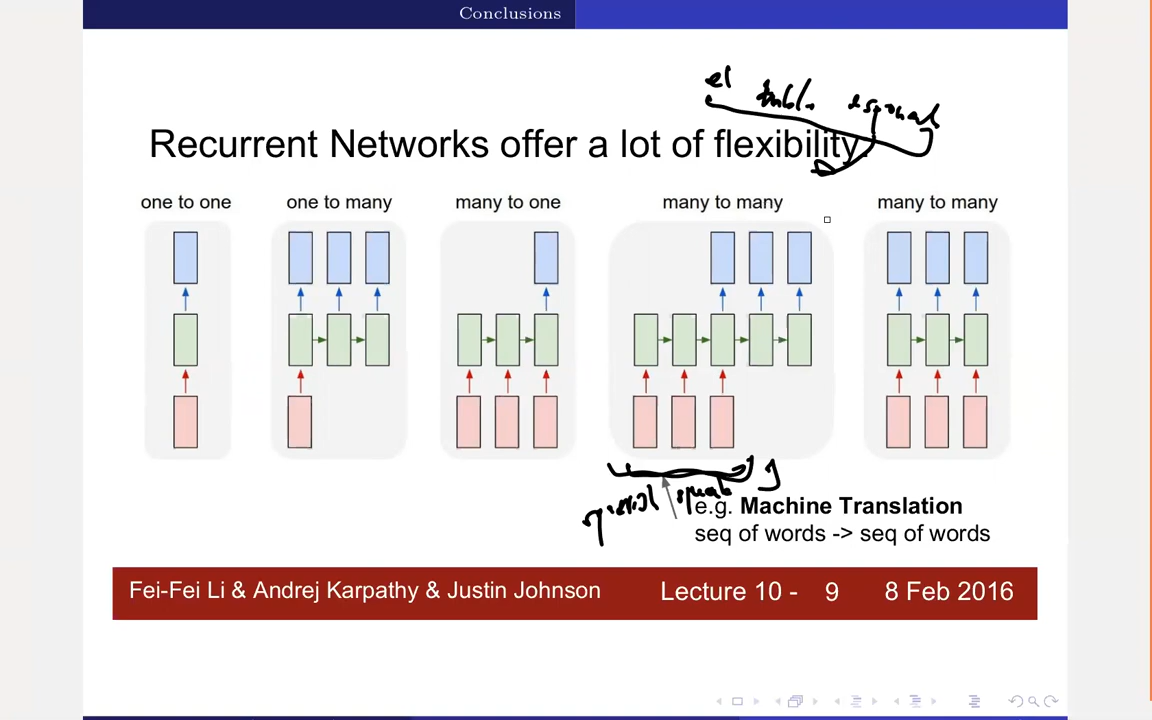 Conclusions
el
Recurrent Networks offer a lot of flexibility.
one to one one to many many to one many to many many to many
e.g. Machine Translation
seq of words -> seq of words
Fei-Fei Li & Andrej Karpathy & Justin Johnson Lecture 10 - 9 8 Feb 2016